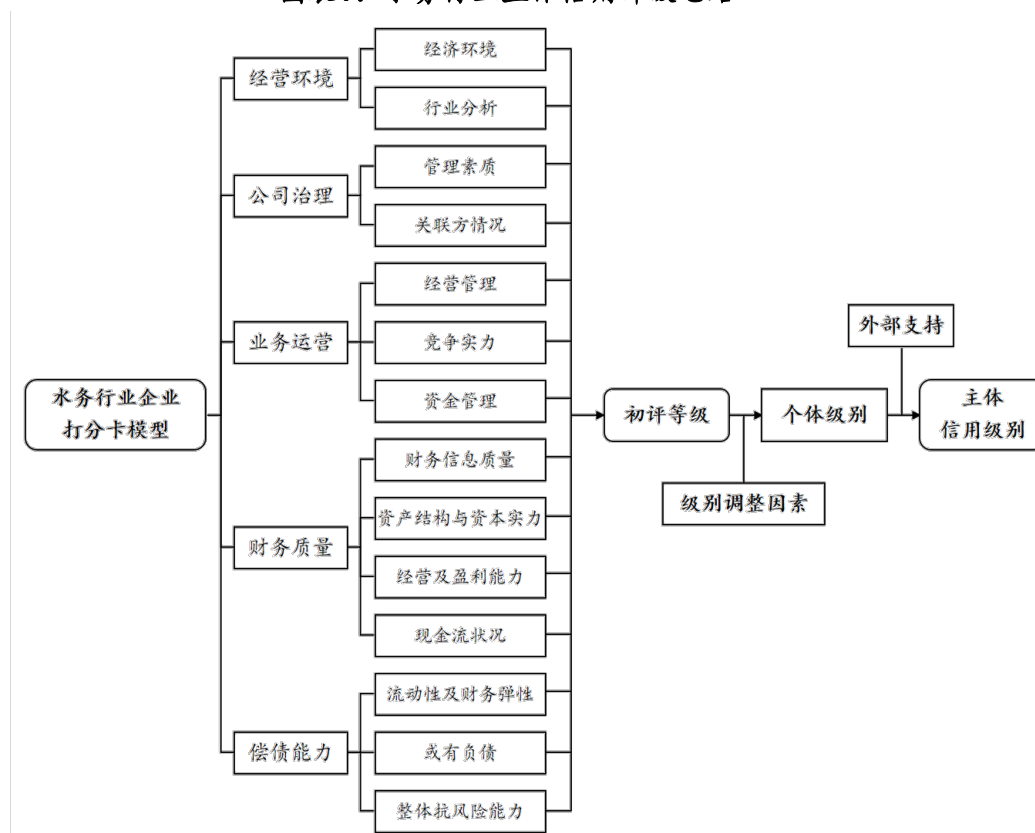 经营环境
经济环境
行业分析
公司治理
管理素质
关联方情况
业务运营
经营管理
竞争实力
资金管理
水务行业企业
打分卡模型
财务质量
财务信息质量
资产结构与资本实力
经营及盈利能力
现金流状况
偿债能力
流动性及财务弹性
或有负债
整体抗风险能力
初评等级
级别调整因素
个体级别
外部支持
主体
信用级别